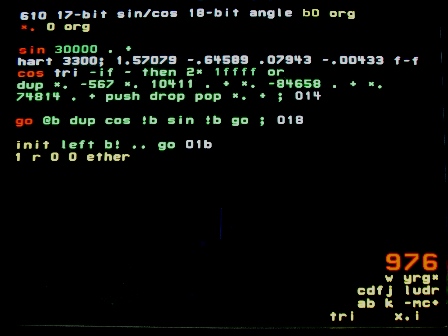 610 17-bit sin/cos 18-bit angle b0 org
*. 0 org
sin 30000 . +
hart 3300; 1.57079 -.64589 .07943 -.00433 f-f
cos tri -if - then 2* 1ffff or
dup *. -567 *. 10411 . + *. -84658 . + *.
74814 . + push drop pop *. + ; 014
go @b dup cos !b sin !b go ; 018
init left b! .. go 01b
1 r 0 0 ether
976
w yrg*
cdfj ludr
ab k -mc+
tri x.i